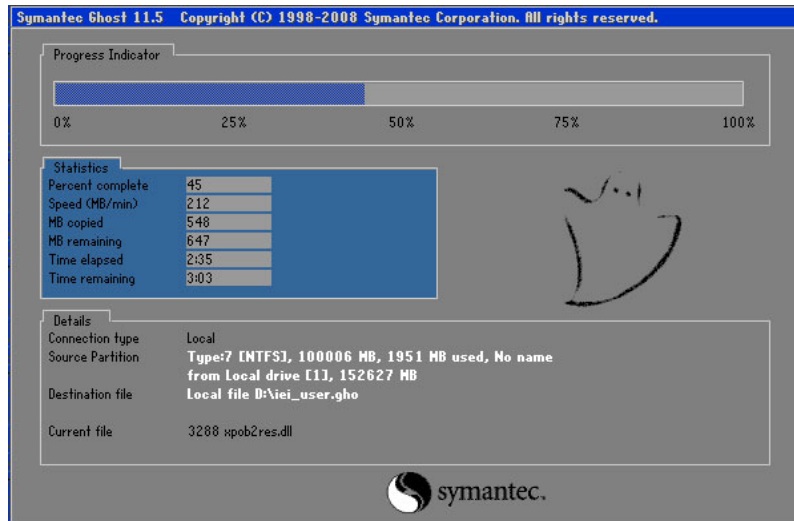 Symantec Ghost 11.5 Copyright (C) 1998-2008 Symantec Corporation. All rights reserved.
Progress Indicator
0% 25% 50% 75% 100%
Statistics
Percent complete 45
Speed (MB/min) 212
MB copied 548
MB remaining 647
Time elapsed 2:35
Time remaining 3:03
Details
Connection type Local
Source Partition Type:7 [NTFS], 100006 MB, 1951 MB used, No name
from Local drive [1], 152627 MB
Destination file Local file D:\iei_user.gho
Current file 3288 xpob2res.dll
symantec.